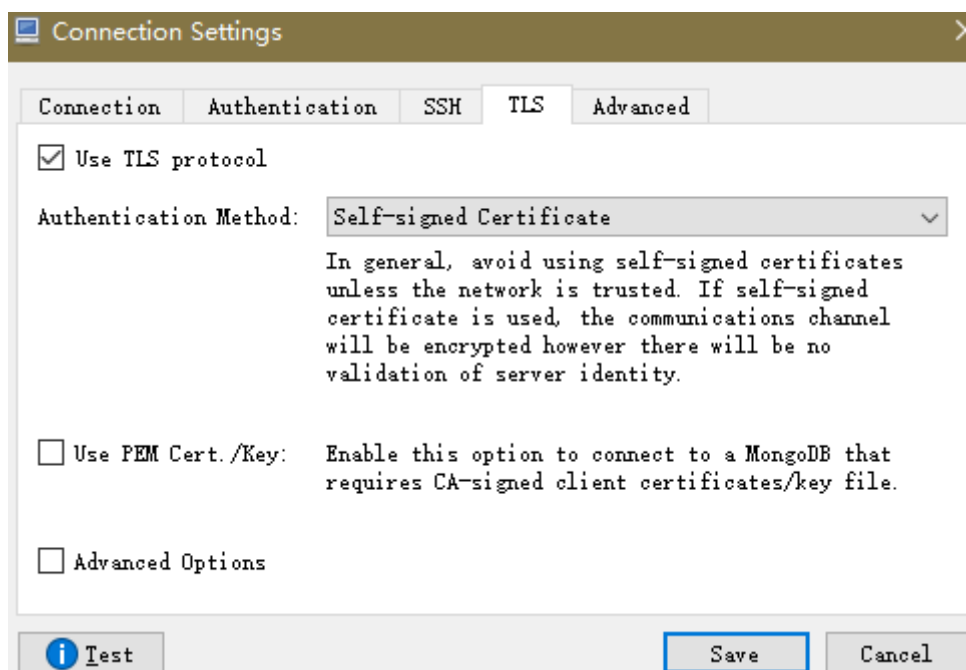 Connection Settings
Connection Authentication SSH TLS Advanced
Use TLS protocol
Authentication Method: Self-signed Certificate
In general, avoid using self-signed certificates
unless the network is trusted. If self-signed
certificate is used, the communications channel
will be encrypted however there will be no
validation of server identity.
Use PEM Cert./Key: Enable this option to connect to a MongoDB that
requires CA-signed client certificates/key file.
Advanced Options
Test Save Cancel